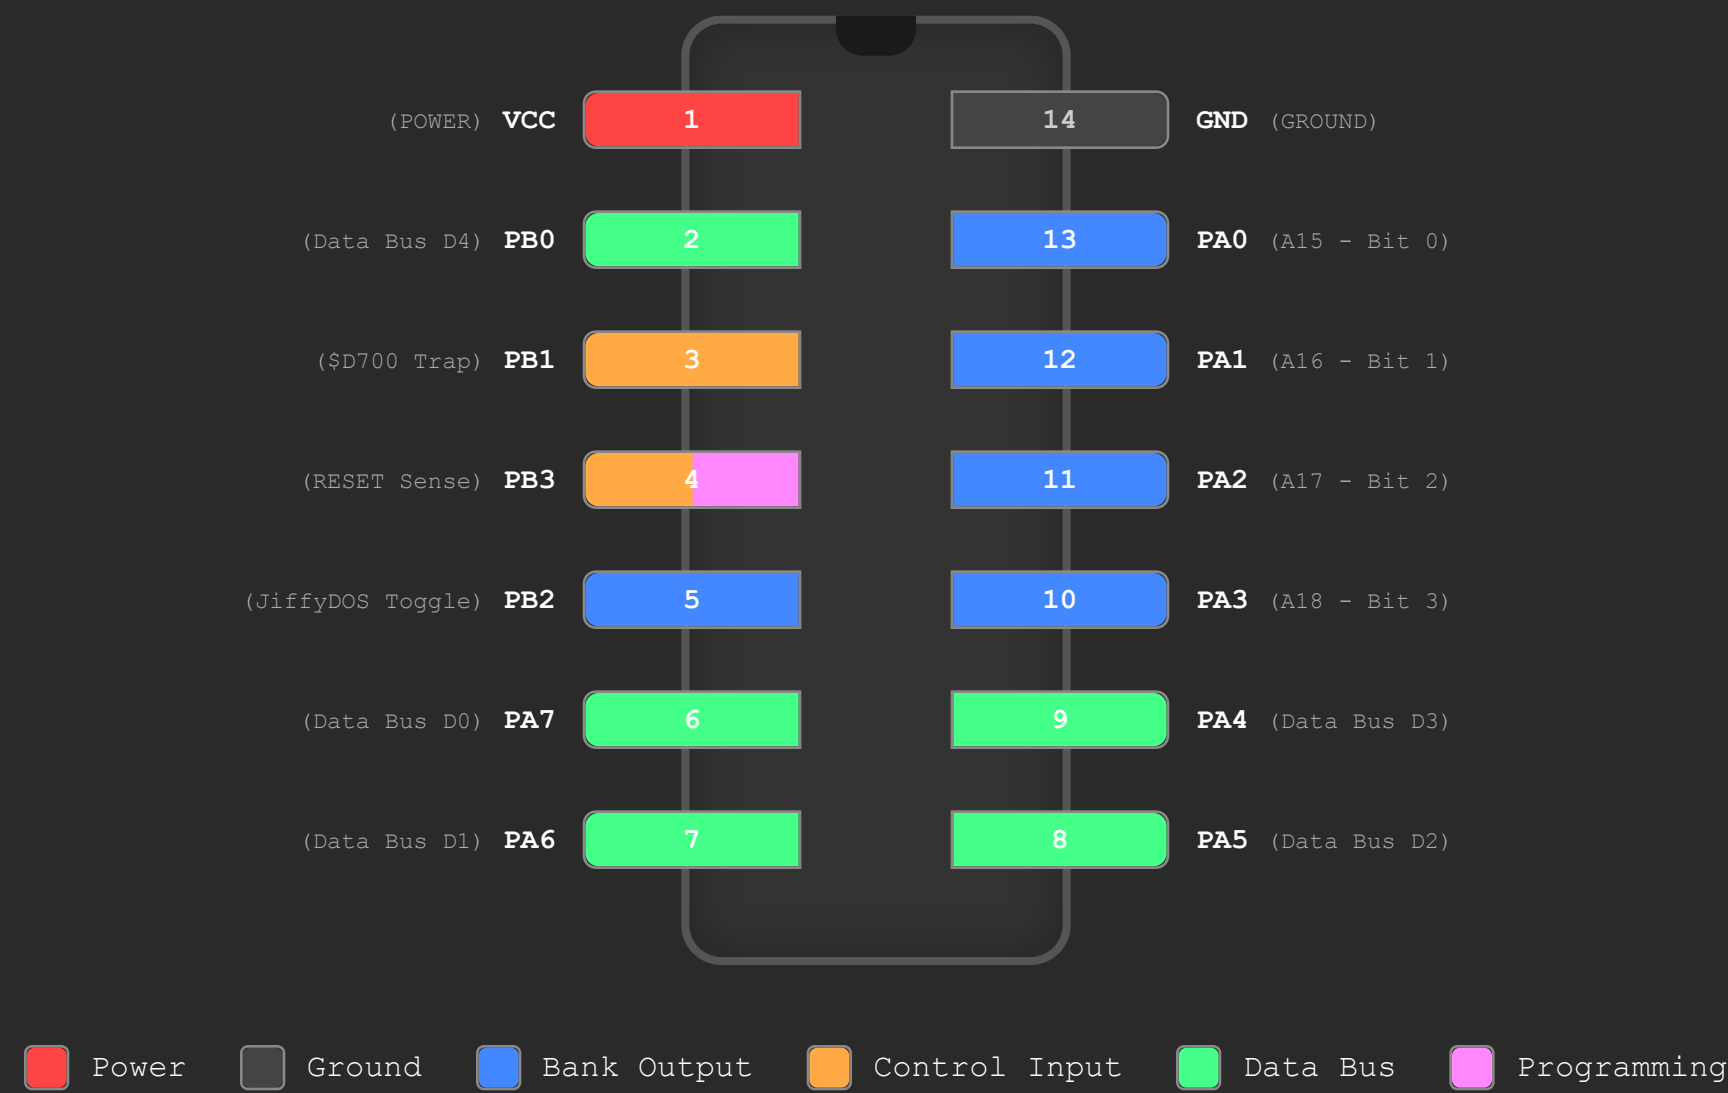 (POWER) VCC 1 14 GND (GROUND)
(Data Bus D4) PB0 2 13 PA0 (A15 - Bit 0)
($D700 Trap) PB1 3 12 PA1 (A16 - Bit 1)
(RESET Sense) PB3 4 11 PA2 (A17 - Bit 2)
(JiffyDOS Toggle) PB2 5 10 PA3 (A18 - Bit 3)
(Data Bus D0) PA7 6 9 PA4 (Data Bus D3)
(Data Bus D1) PA6 7 8 PA5 (Data Bus D2)
Power Ground Bank Output Control Input Data Bus Programming